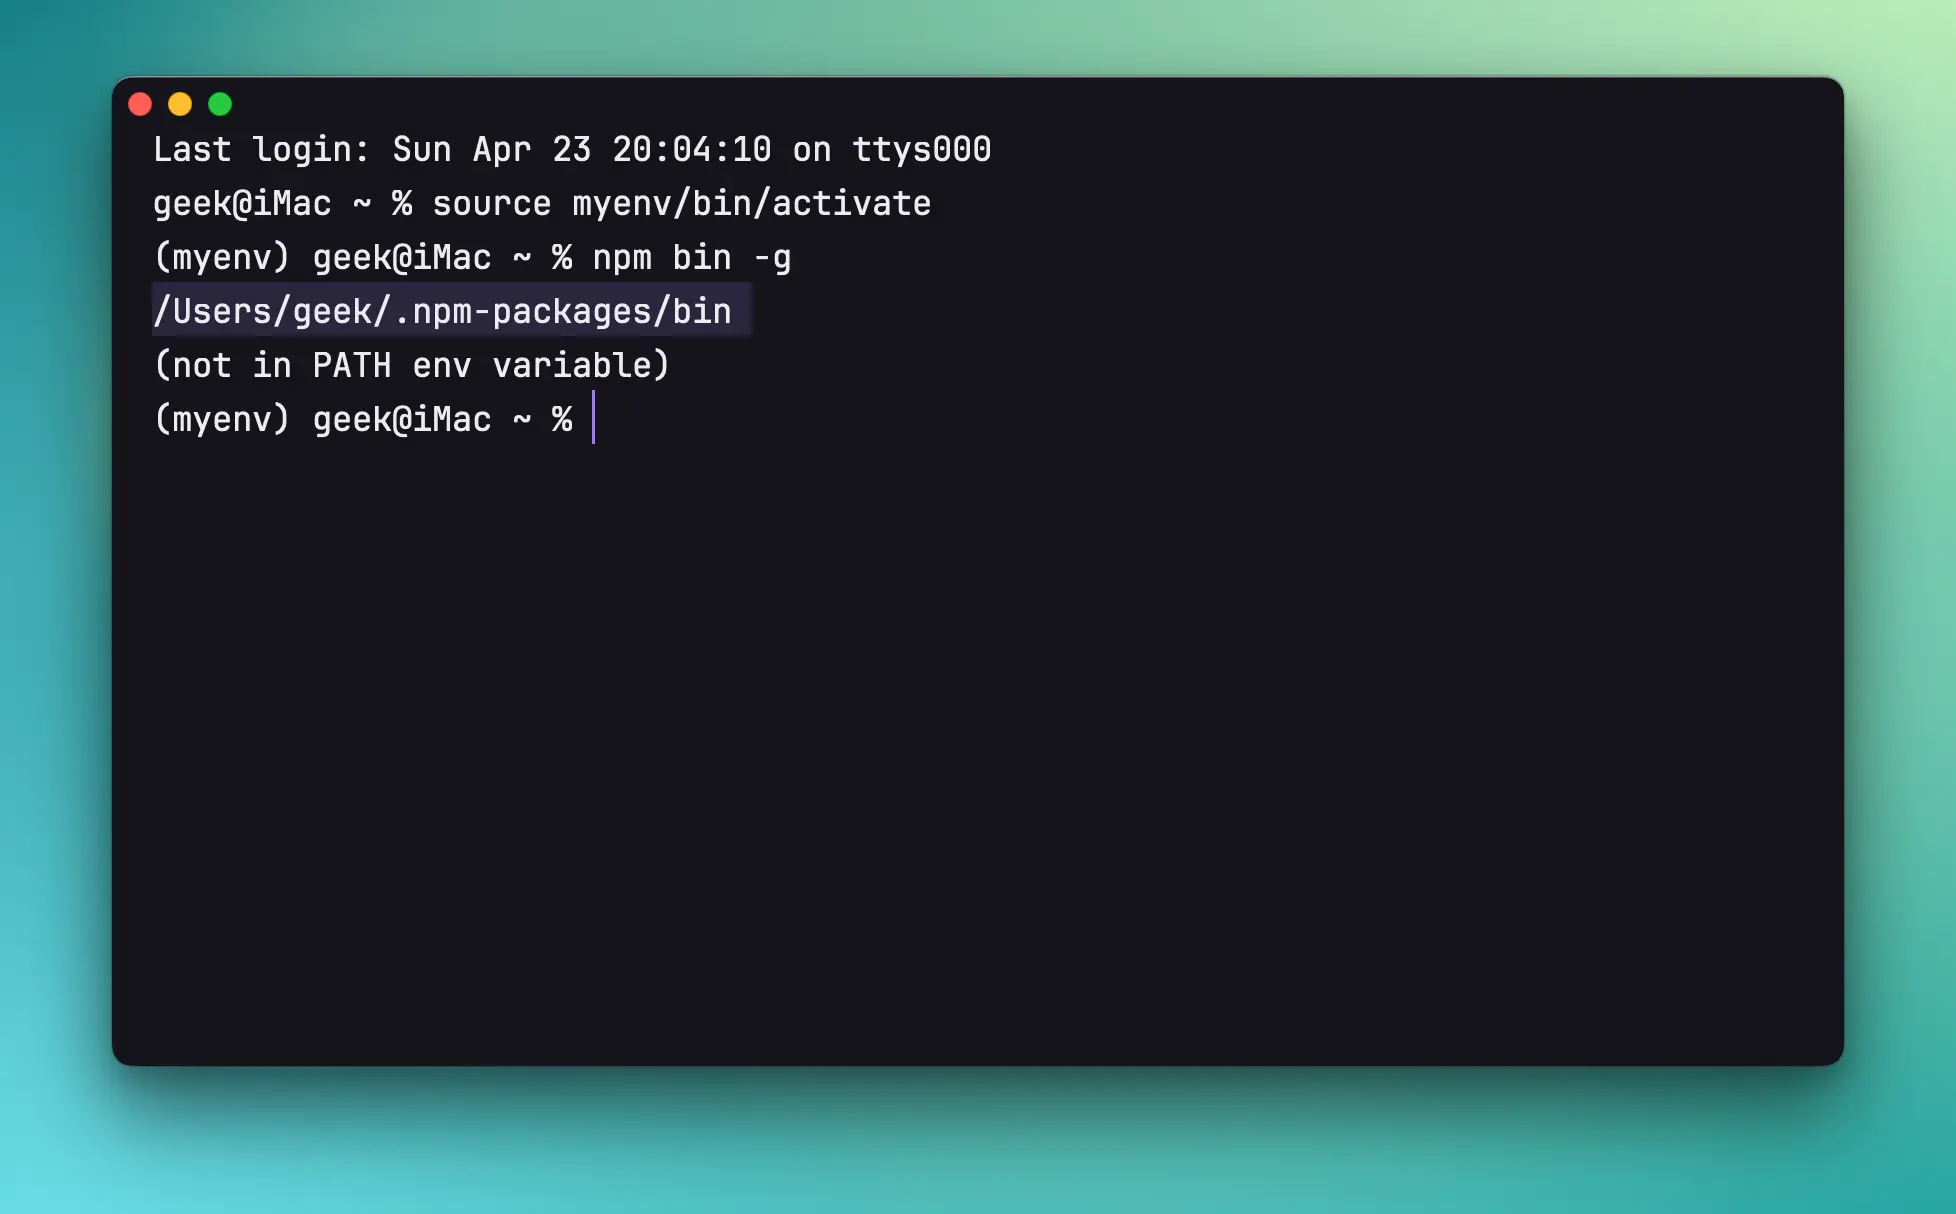 Last login: Sun Apr 23 20:04:10 on ttys000
geek@iMac ~ % source myenv/bin/activate
(myenv) geek@iMac ~ % npm bin -g
/Users/geek/.npm-packages/bin
(not in PATH env variable)
(myenv) geek@iMac ~ %